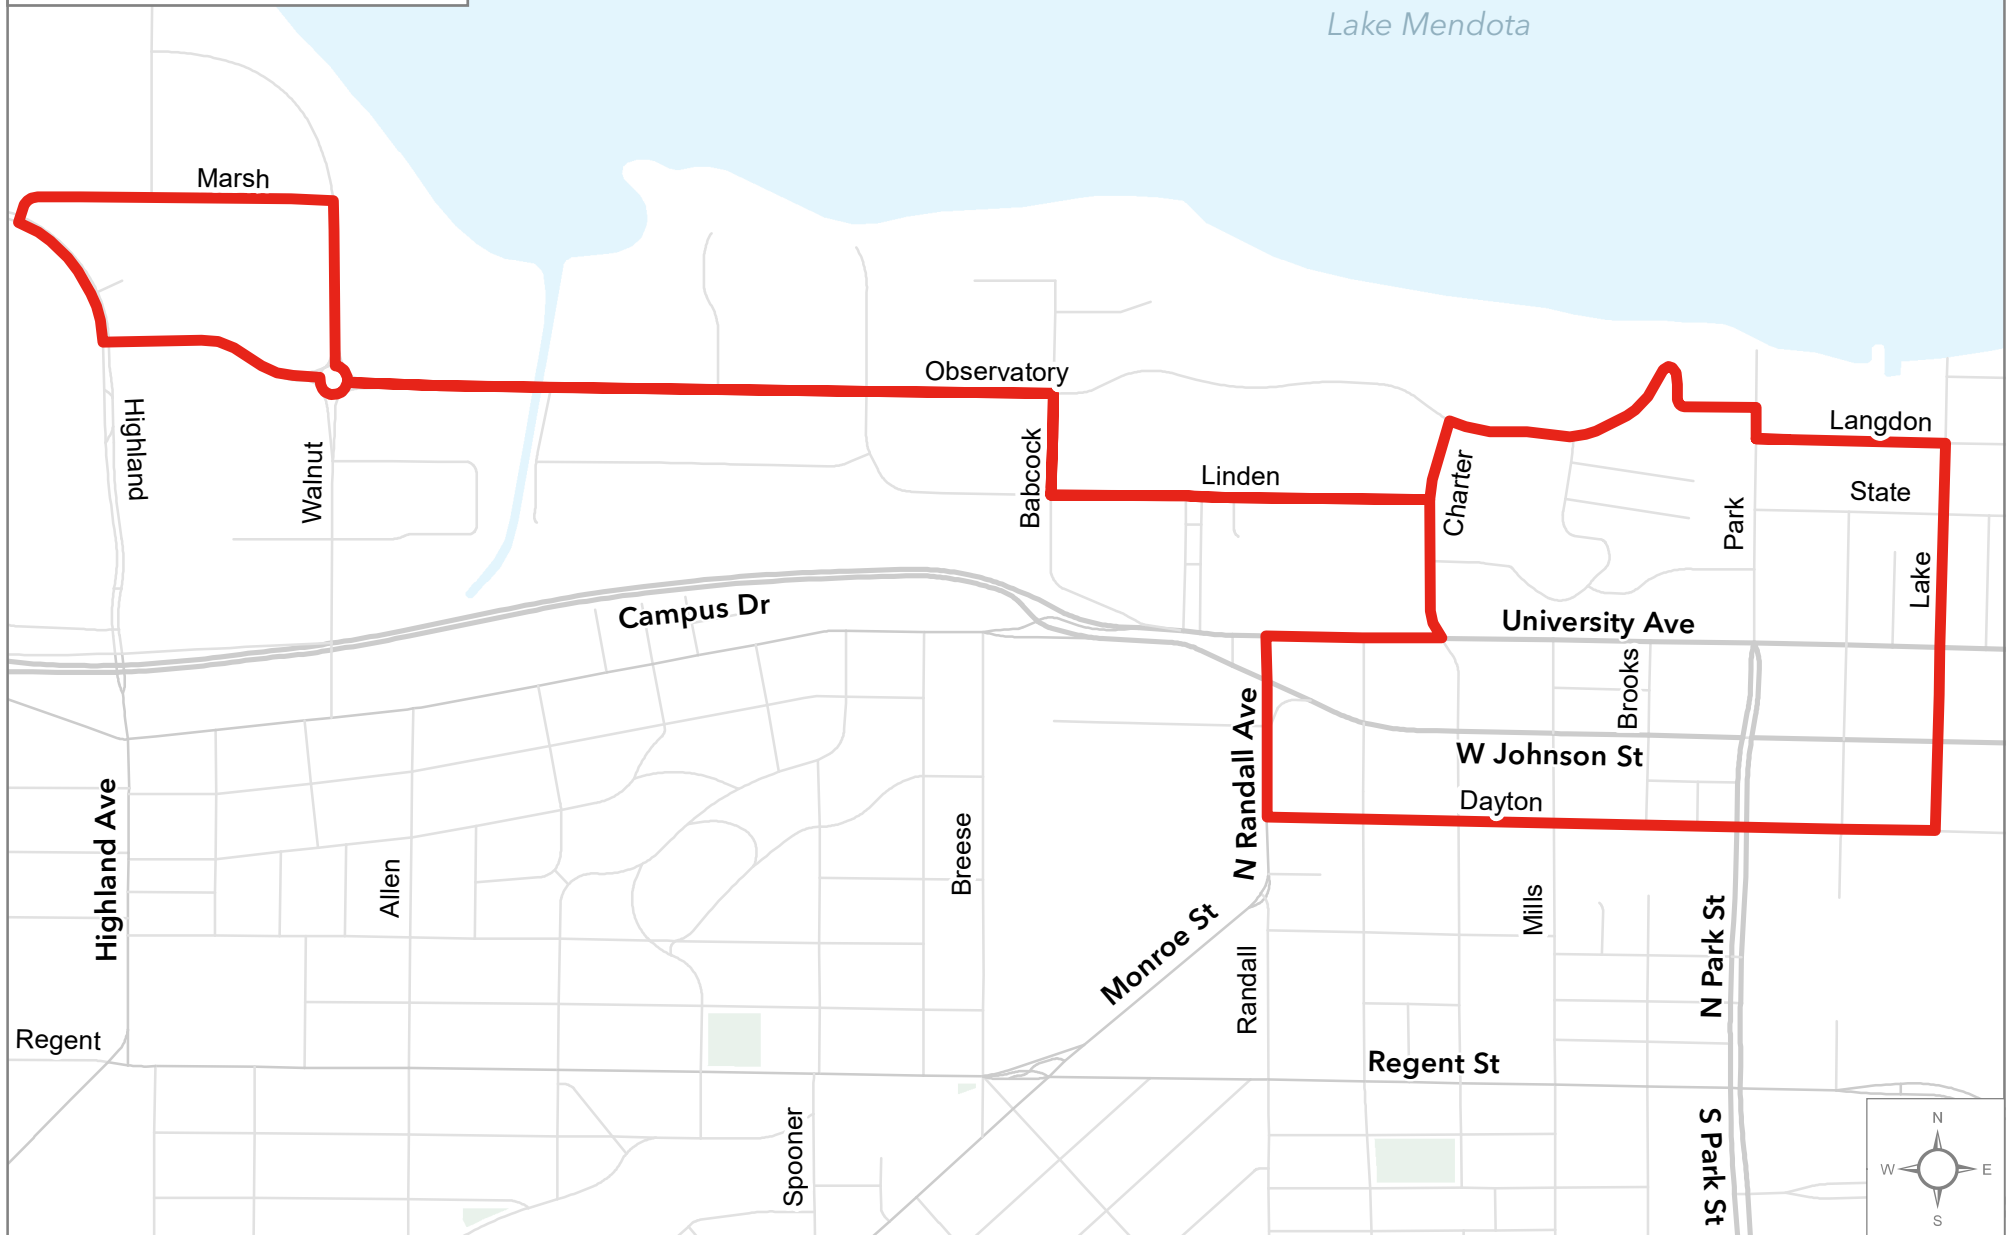 Lake Mendota
Marsh
Observatory
Langdon
Highland
Walnut
Babcock
Linden
Charter
Park
State
Lake
Campus Dr
University Ave
Brooks
N Randall Ave
W Johnson St
Dayton
Highland Ave
Allen
Breese
Mills
Monroe St
Randall
N Park St
Regent
Regent St
Spooner
S Park St
N
W
E
S